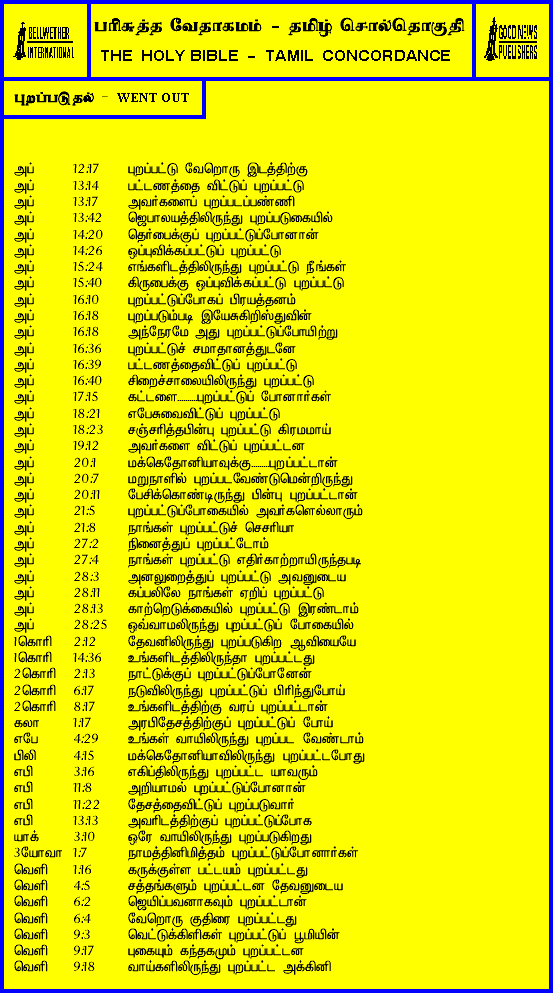 BELLWETHER
INTERNATIONAL
பரிசுத்த வேதாகமம் - தமிழ் சொல்தொகுதி
THE HOLY BIBLE - TAMIL CONCORDANCE
GOOD NEWS
PUBLISHERS
புறப்படுதல் - WENT OUT
அப் 12:17 புறப்பட்டு வேறொரு இடத்திற்கு
அப் 13:14 பட்டணத்தை விட்டுப் புறப்பட்டு
அப் 13:17 அவர்களைப் புறப்படப்பண்ணி
அப் 13:42 ஜெபாலயத்திலிருந்து புறப்படுகையில்
அப் 14:20 தெர்பைக்குப் புறப்பட்டுப்போனான்
அப் 14:26 ஒப்புவிக்கப்பட்டுப் புறப்பட்டு
அப் 15:24 எங்களிடத்திலிருந்து புறப்பட்டு நீங்கள்
அப் 15:40 கிருபைக்கு ஒப்புவிக்கப்பட்டு புறப்பட்டு
அப் 16:10 புறப்பட்டுப்போகப் பிரயத்தனம்
அப் 16:18 புறப்படும்படி இயேசுகிறிஸ்துவின்
அப் 16:18 அந்நேரமே அது புறப்பட்டுப்போயிற்று
அப் 16:36 புறப்பட்டுச் சமாதானத்துடனே
அப் 16:39 பட்டணத்தைவிட்டுப் புறப்பட்டு
அப் 16:40 சிறைச்சாலையிலிருந்து புறப்பட்டு
அப் 17:15 கட்டளை.........புறப்பட்டுப் போனார்கள்
அப் 18:21 எபேசுவைவிட்டுப் புறப்பட்டு
அப் 18:23 சஞ்சரித்தபின்பு புறப்பட்டு கிரமமாய்
அப் 19:12 அவர்களை விட்டுப் புறப்பட்டன
அப் 20:1 மக்கெதோனியாவுக்கு.........புறப்பட்டான்
அப் 20:7 மறுநாளில் புறப்படவேண்டுமென்றிருந்து
அப் 20:11 பேசிக்கொண்டிருந்து பின்பு புறப்பட்டான்
அப் 21:5 புறப்பட்டுப்போகையில் அவர்களெல்லாரும்
அப் 21:8 நாங்கள் புறப்பட்டுச் செசரியா
அப் 27:2 நினைத்துப் புறப்பட்டோம்
அப் 27:4 நாங்கள் புறப்பட்டு எதிர்காற்றாயிருந்தபடி
அப் 28:3 அனலுறைத்துப் புறப்பட்டு அவனுடைய
அப் 28:11 கப்பலிலே நாங்கள் ஏறிப் புறப்பட்டு
அப் 28:13 காற்றெடுக்கையில் புறப்பட்டு இரண்டாம்
அப் 28:25 ஒவ்வாமலிருந்து புறப்பட்டுப் போகையில்
1கொரி 2:12 தேவனிலிருந்து புறப்படுகிற ஆவியையே
1கொரி 14:36 உங்களிடத்திலிருந்தா புறப்பட்டது
2கொரி 2:13 நாட்டுக்குப் புறப்பட்டுப்போனேன்
2கொரி 6:17 நடுவிலிருந்து புறப்பட்டுப் பிரிந்துபோய்
2கொரி 8:17 உங்களிடத்திற்கு வரப் புறப்பட்டான்
கலா 1:17 அரபிதேசத்திற்குப் புறப்பட்டுப் போய்
எபே 4:29 உங்கள் வாயிலிருந்து புறப்பட வேண்டாம்
பிலி 4:15 மக்கெதோனியாவிலிருந்து புறப்பட்டபோது
எபி 3:16 எகிப்திலிருந்து புறப்பட்ட யாவரும்
எபி 11:8 அறியாமல் புறப்பட்டுப்போனான்
எபி 11:22 தேசத்தைவிட்டுப் புறப்படுவார்
எபி 13:13 அவரிடத்திற்குப் புறப்பட்டுப்போக
யாக் 3:10 ஒரே வாயிலிருந்து புறப்படுகிறது
3யோவா 1:7 நாமத்தினிமித்தம் புறப்பட்டுப்போனார்கள்
வெளி 1:16 கருக்குள்ள பட்டயம் புறப்பட்டது
வெளி 4:5 சத்தங்களும் புறப்பட்டன தேவனுடைய
வெளி 6:2 ஜெயிப்பவனாகவும் புறப்பட்டான்
வெளி 6:4 வேறொரு குதிரை புறப்பட்டது
வெளி 9:3 வெட்டுக்கிளிகள் புறப்பட்டுப் பூமியின்
வெளி 9:17 புகையும் கந்தகமும் புறப்பட்டன
வெளி 9:18 வாய்களிலிருந்து புறப்பட்ட அக்கினி